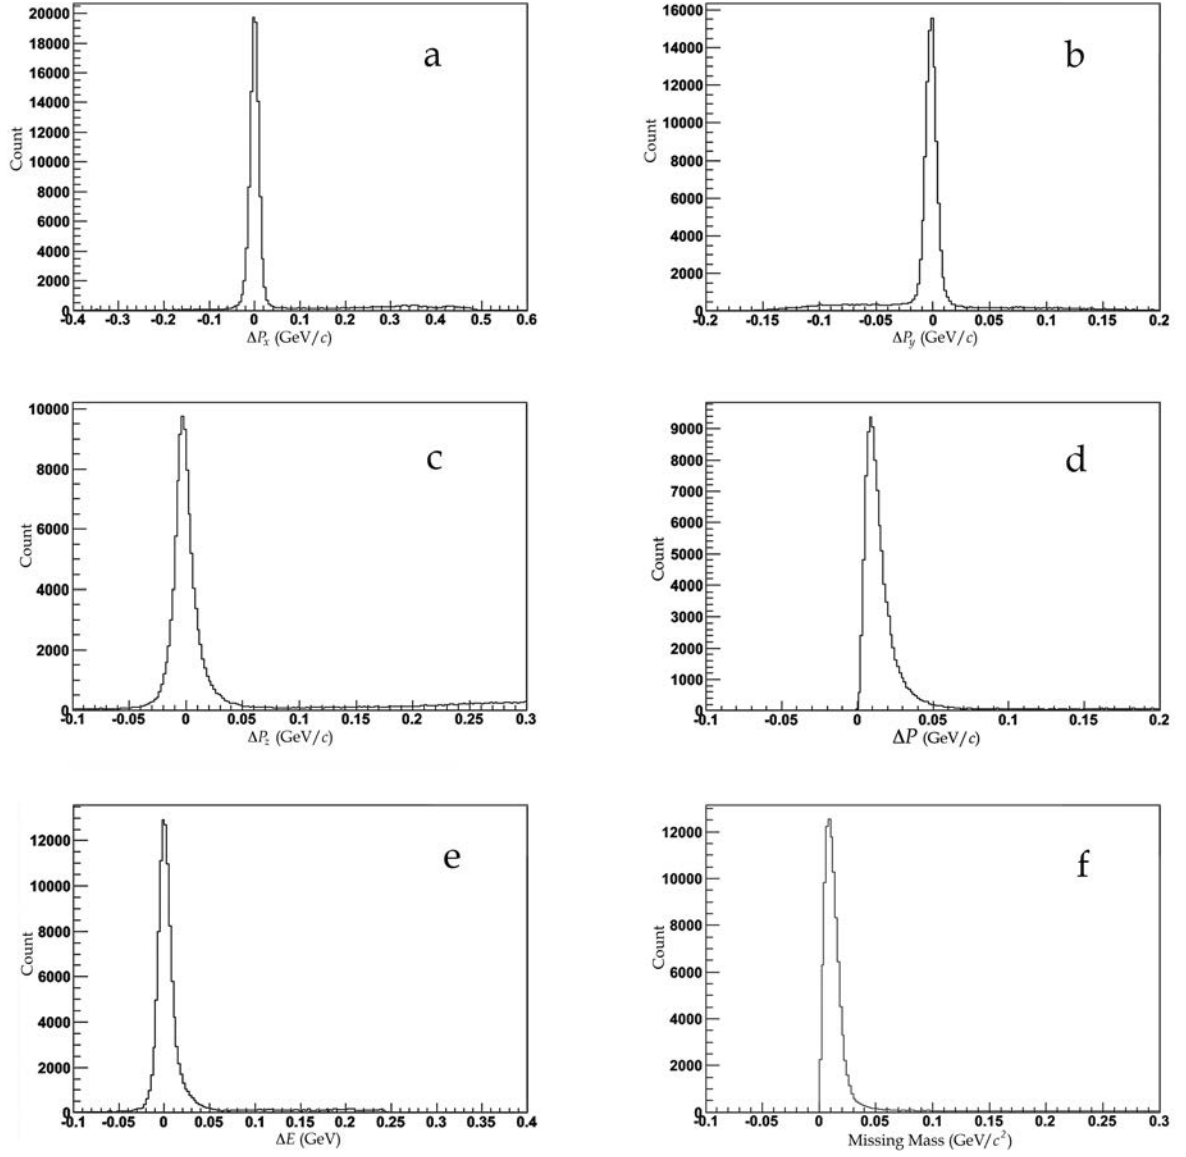 20000
18000
16000
14000
12000
10000
8000
6000
4000
2000
0
Count
a
-0.4 -0.3 -0.2 -0.1 0 0.1 0.2 0.3 0.4 0.5 0.6
ΔPx (GeV/c)
16000
14000
12000
10000
8000
6000
4000
2000
0
Count
b
-0.2 -0.15 -0.1 -0.05 0 0.05 0.1 0.15 0.2
ΔPy (GeV/c)
10000
8000
6000
4000
2000
0
Count
c
-0.1 -0.05 0 0.05 0.1 0.15 0.2 0.25 0.3
ΔPz (GeV/c)
9000
8000
7000
6000
5000
4000
3000
2000
1000
0
Count
d
-0.1 -0.05 0 0.05 0.1 0.15 0.2
ΔP (GeV/c)
12000
10000
8000
6000
4000
2000
0
Count
e
-0.1 -0.05 0 0.05 0.1 0.15 0.2 0.25 0.3 0.35 0.4
ΔE (GeV)
12000
10000
8000
6000
4000
2000
0
Count
f
-0.1 -0.05 0 0.05 0.1 0.15 0.2 0.25 0.3
Missing Mass (GeV/c²)